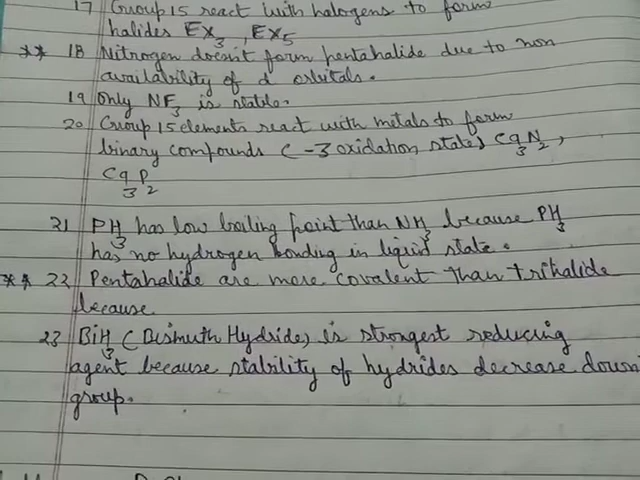 17 Group 15 react with halogens to form
halides EX3, EX5
** 18 Nitrogen doesn't form pentahalide due to non
availability of d orbitals.
19 Only NF3 is stable.
20 Group 15 elements react with metals to form
binary compounds (-3 oxidation state) Ca3N2,
Ca3P2
21 PH3 has low boiling point than NH3 because PH3
has no hydrogen bonding in liquid state.
** 22 Pentahalide are more covalent than trihalide
because
23 BiH3 (Bismuth Hydride) is strongest reducing
agent because stability of hydrides decrease down
group.